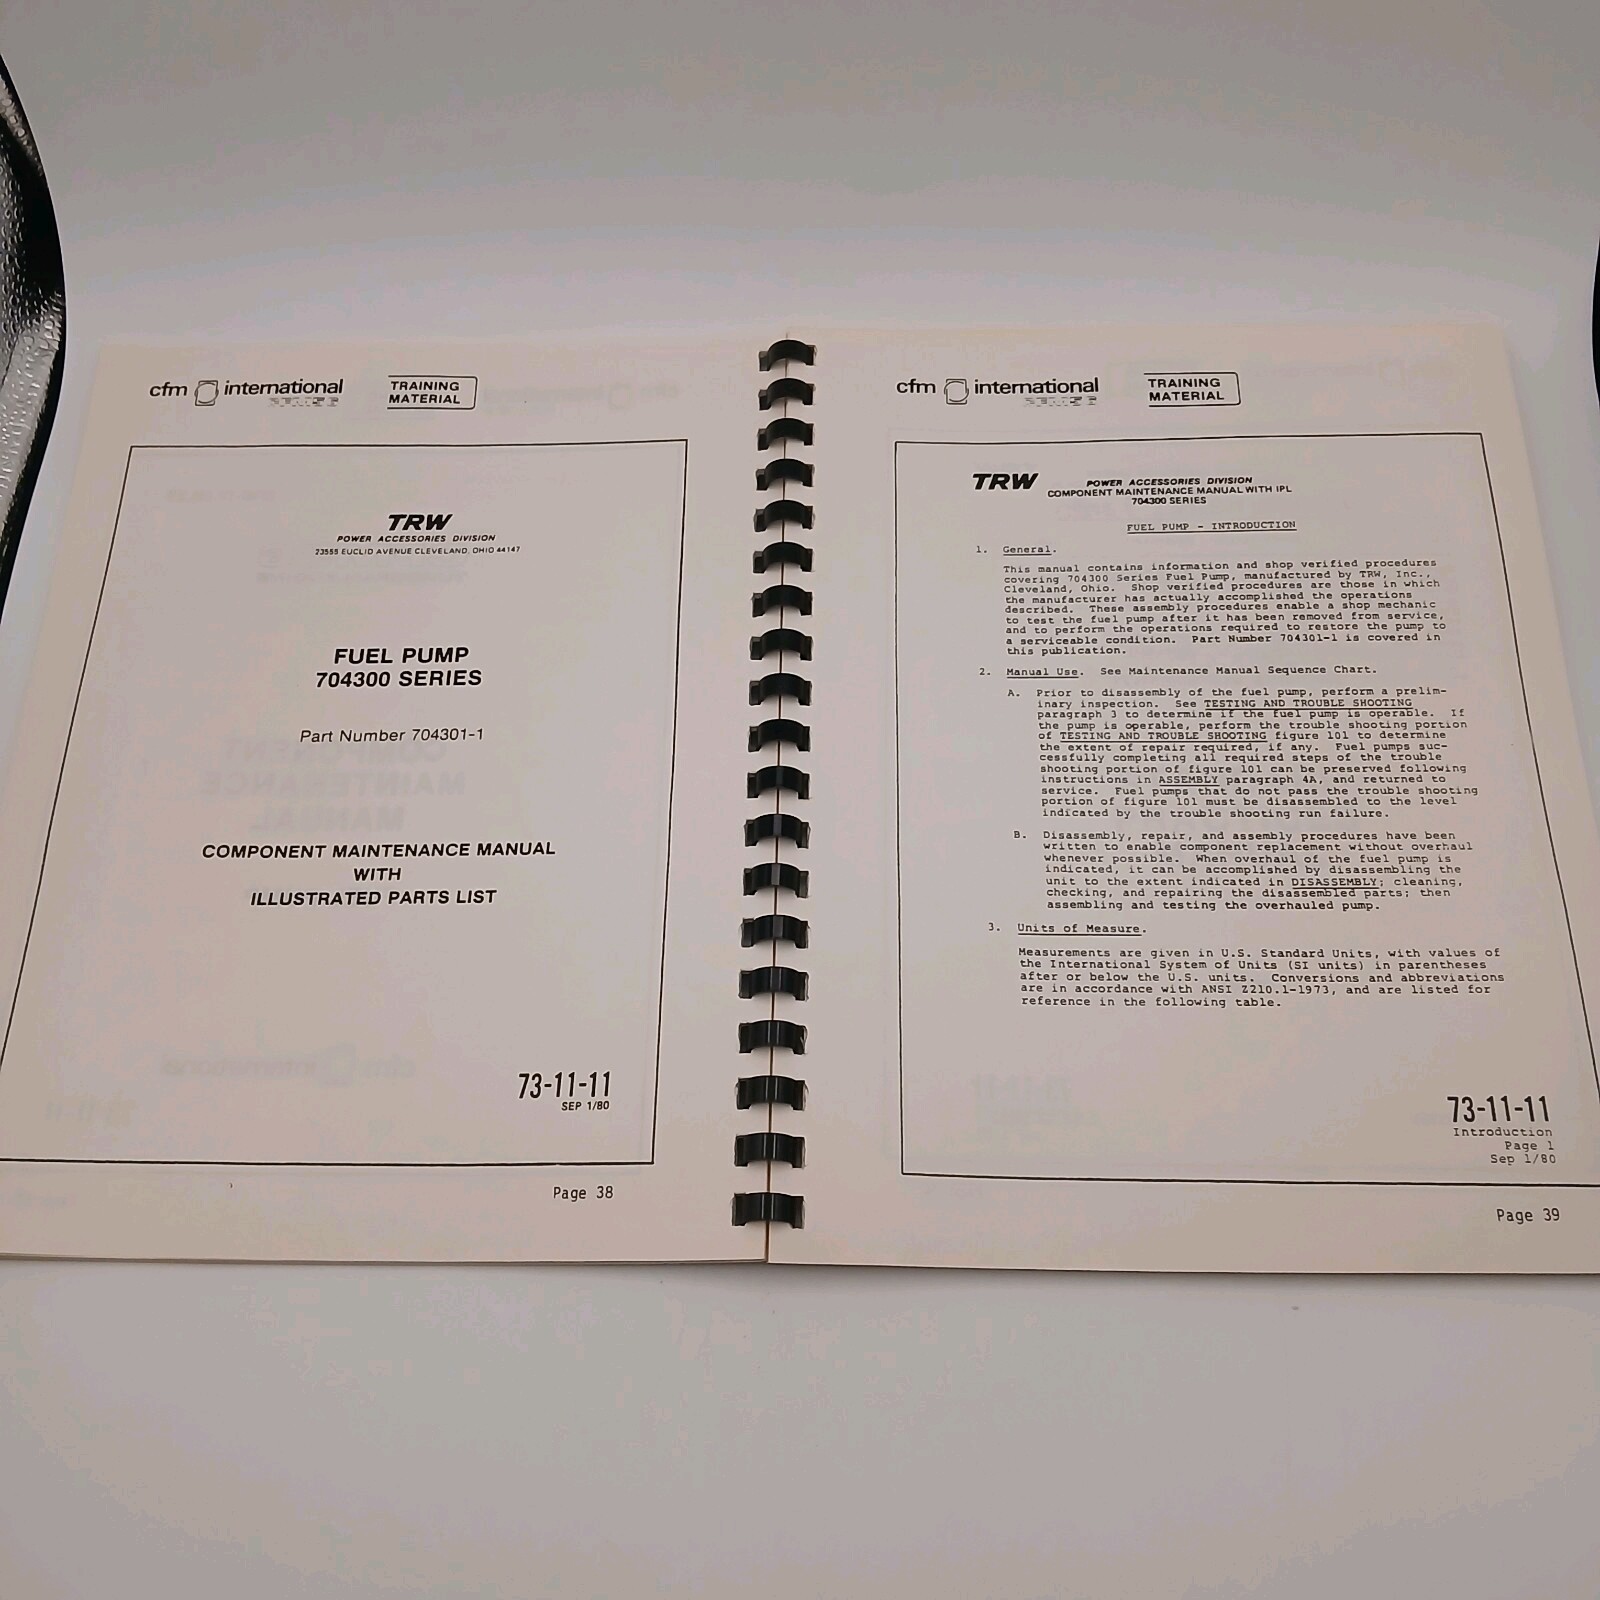 cfm international
TRAINING
MATERIAL
TRW
POWER ACCESSORIES DIVISION
23555 EUCLID AVENUE CLEVELAND, OHIO 44147
FUEL PUMP
704300 SERIES
Part Number 704301-1
COMPONENT MAINTENANCE MANUAL
WITH
ILLUSTRATED PARTS LIST
73-11-11
SEP 1/80
Page 38
cfm international
TRAINING
MATERIAL
TRW
POWER ACCESSORIES DIVISION
COMPONENT MAINTENANCE MANUAL WITH IPL
704300 SERIES
FUEL PUMP - INTRODUCTION
1. General.
This manual contains information and shop verified procedures
covering 704300 Series Fuel Pump, manufactured by TRW, Inc.,
Cleveland, Ohio. Shop verified procedures are those in which
the manufacturer has actually accomplished the operations
described. These assembly procedures enable a shop mechanic
to test the fuel pump after it has been removed from service,
and to perform the operations required to restore the pump to
a serviceable condition. Part Number 704301-1 is covered in
this publication.
2. Manual Use. See Maintenance Manual Sequence Chart.
A. Prior to disassembly of the fuel pump, perform a prelim-
inary inspection. See TESTING AND TROUBLE SHOOTING
paragraph 3 to determine if the fuel pump is operable. If
the pump is operable, perform the trouble shooting portion
of TESTING AND TROUBLE SHOOTING figure 101 to determine
the extent of repair required, if any. Fuel pumps suc-
cessfully completing all required steps of the trouble
shooting portion of figure 101 can be preserved following
instructions in ASSEMBLY paragraph 4A, and returned to
service. Fuel pumps that do not pass the trouble shooting
portion of figure 101 must be disassembled to the level
indicated by the trouble shooting run failure.
B. Disassembly, repair, and assembly procedures have been
written to enable component replacement without overhaul
whenever possible. When overhaul of the fuel pump is
indicated, it can be accomplished by disassembling the
unit to the extent indicated in DISASSEMBLY; cleaning,
checking, and repairing the disassembled parts; then
assembling and testing the overhauled pump.
3. Units of Measure.
Measurements are given in U.S. Standard Units, with values of
the International System of Units (SI units) in parentheses
after or below the U.S. units. Conversions and abbreviations
are in accordance with ANSI Z210.1-1973, and are listed for
reference in the following table.
73-11-11
Introduction
Page 1
Sep 1/80
Page 39